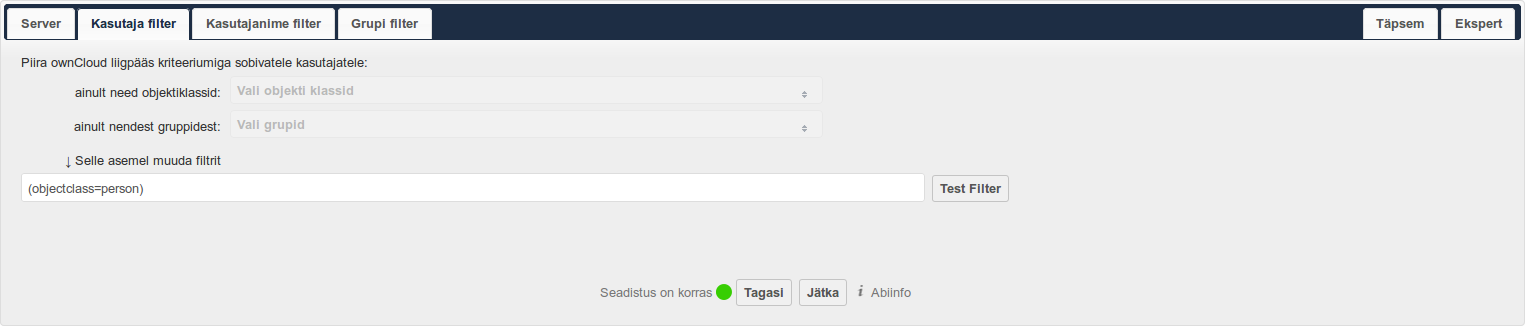 Server Kasutaja filter Kasutajanime filter Grupi filter Täpsem Ekspert
Piira ownCloud liigpääs kriteeriumiga sobivatele kasutajatele:
ainult need objektiklassid: Vali objekti klassid
ainult nendest gruppidest: Vali grupid
↓ Selle asemel muuda filtrit
(objectclass=person) Test Filter
Seadistus on korras Tagasi Jätka i Abiinfo